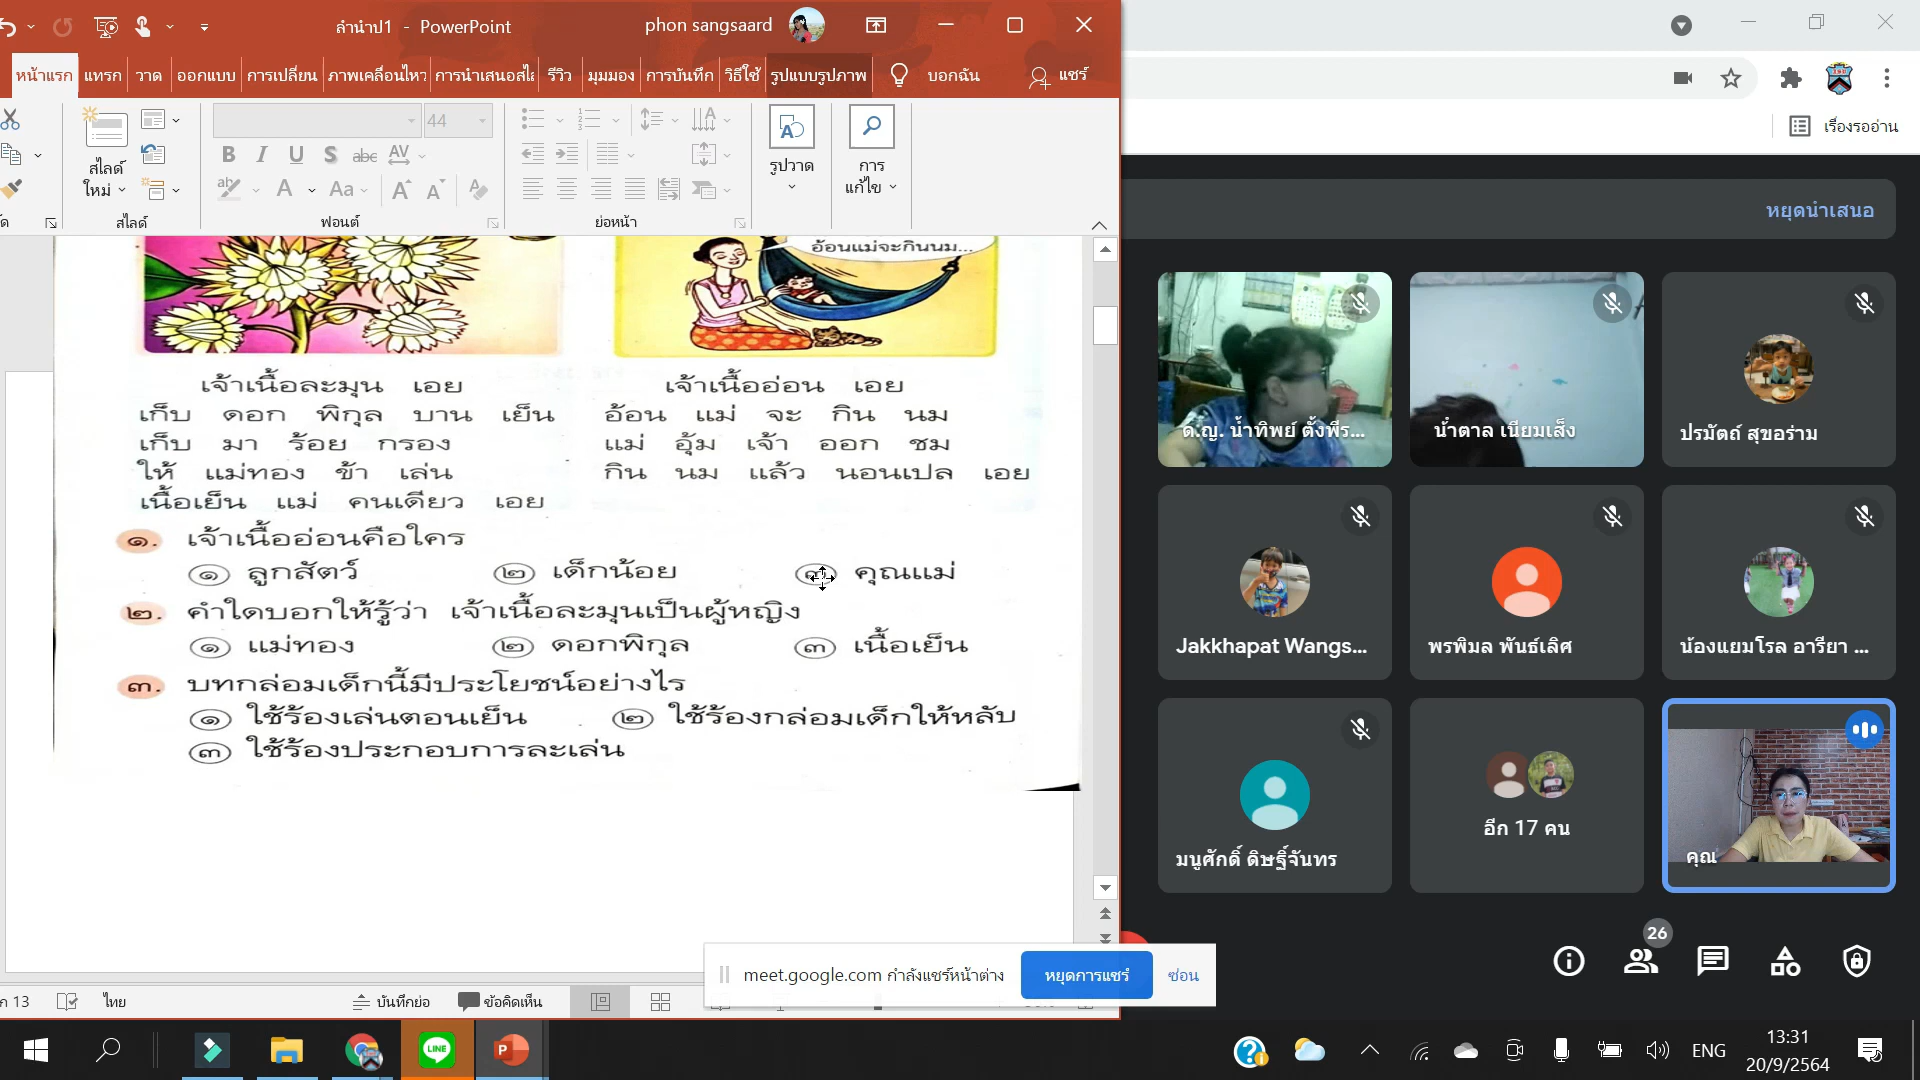 ลำนำป1 - PowerPoint
phon sangsaard
หน้าแรก แทรก วาด ออกแบบ การเปลี่ยน ภาพเคลื่อนไหว การนำเสนอสไ รีวิว มุมมอง การบันทึก วิธีใช้ รูปแบบรูปภาพ บอกฉัน แชร์
44
สไลด์
ใหม่
รูปวาด
การ
แก้ไข
B I U S abc AV
A Aa A A
สไลด์
ฟอนต์
ย่อหน้า
เรื่องรออ่าน
หยุดนำเสนอ
อ้อนแม่จะกินนม...
เจ้าเนื้อละมุน เอย
เก็บ ดอก พิกุล บาน เย็น
เก็บ มา ร้อย กรอง
ให้ แม่ทอง ข้า เล่น
เนื้อเย็น แม่ คนเดียว เอย
เจ้าเนื้ออ่อน เอย
อ้อน แม่ จะ กิน นม
แม่ อุ้ม เจ้า ออก ชม
กิน นม แล้ว นอนเปล เอย
๑. เจ้าเนื้ออ่อนคือใคร
๑ ลูกสัตว์ ๒ เด็กน้อย ๓ คุณแม่
๒. คำใดบอกให้รู้ว่า เจ้าเนื้อละมุนเป็นผู้หญิง
๑ แม่ทอง ๒ ดอกพิกุล ๓ เนื้อเย็น
๓. บทกล่อมเด็กนี้มีประโยชน์อย่างไร
๑ ใช้ร้องเล่นตอนเย็น ๒ ใช้ร้องกล่อมเด็กให้หลับ
๓ ใช้ร้องประกอบการละเล่น
ด.ญ. น้ำทิพย์ ตั้งพีร...
น้ำตาล เนียมเส็ง
ปรมัตถ์ สุขอร่าม
Jakkhapat Wangs...
พรพิมล พันธ์เลิศ
น้องแยมโรล อารียา ...
มนูศักดิ์ ดิษฐิ์จันทร
อีก 17 คน
คุณ
26
meet.google.com กำลังแชร์หน้าต่าง
หยุดการแชร์
ซ่อน
13
ไทย
บันทึกย่อ
ข้อคิดเห็น
LINE
ENG
13:31
20/9/2564